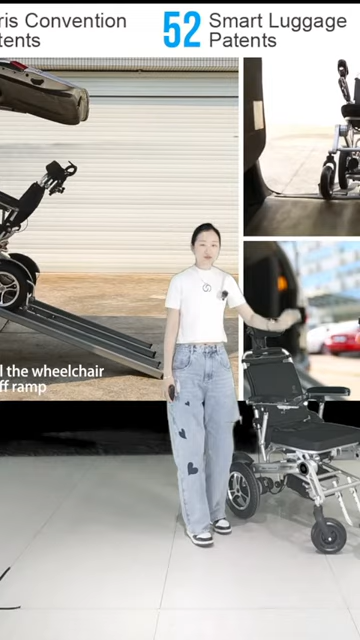 ris Convention
tents
52 Smart Luggage
Patents
l the wheelchair
ff ramp